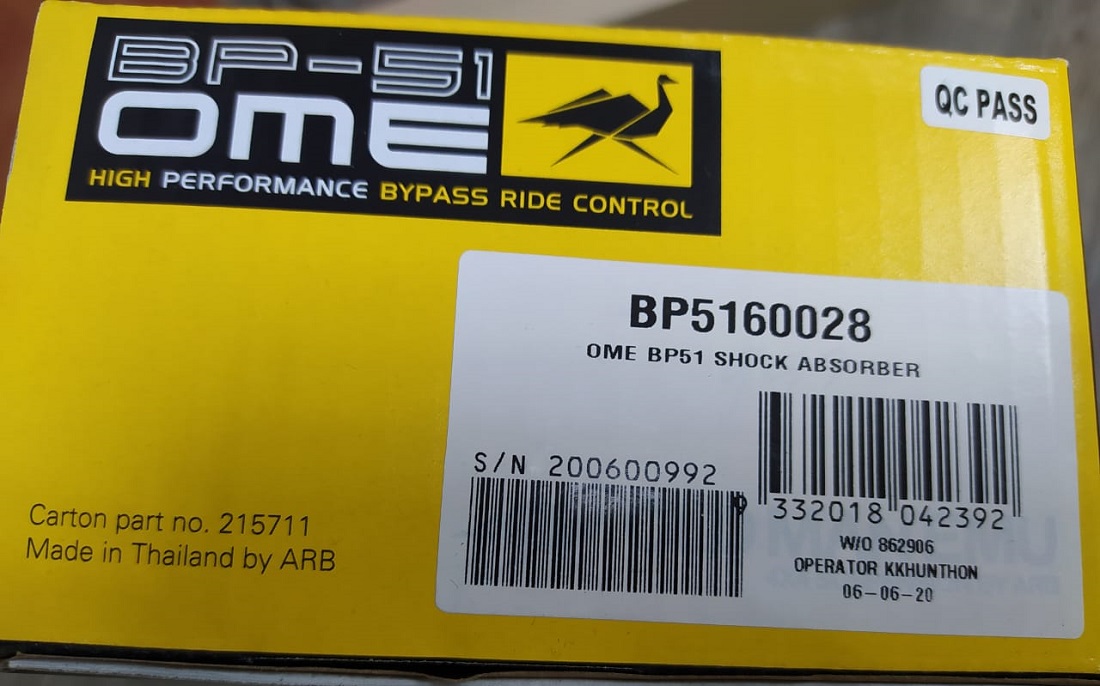 BP-51
OME
HIGH PERFORMANCE BYPASS RIDE CONTROL
QC PASS
BP5160028
OME BP51 SHOCK ABSORBER
S/N 200600992
9 332018 042392
W/O 862906
OPERATOR KKHUNTHON
06-06-20
Carton part no. 215711
Made in Thailand by ARB